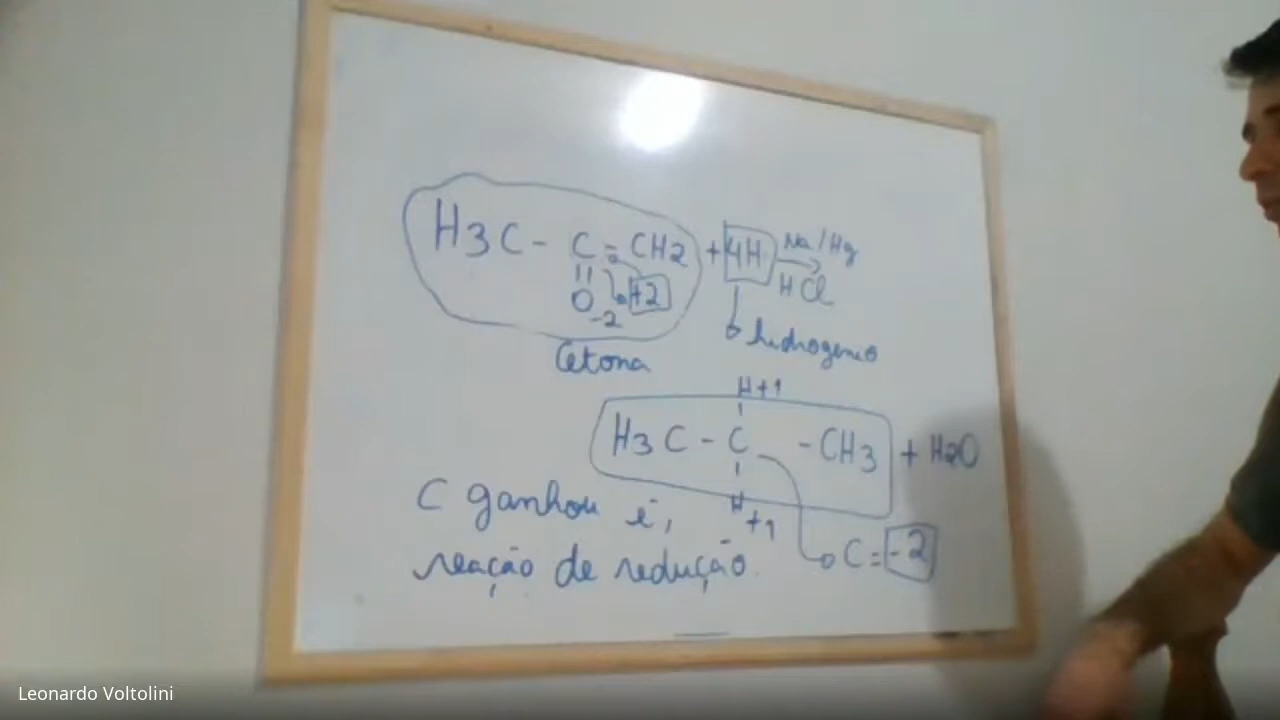 H3C - C = CH2 + 4H Na/Hg
HCl
O +2
-2
hidrogenio
Cetona
H+1
H3C - C - CH3 + H2O
H
+1
C ganhou é,
C = -2
reação de redução.
Leonardo Voltolini